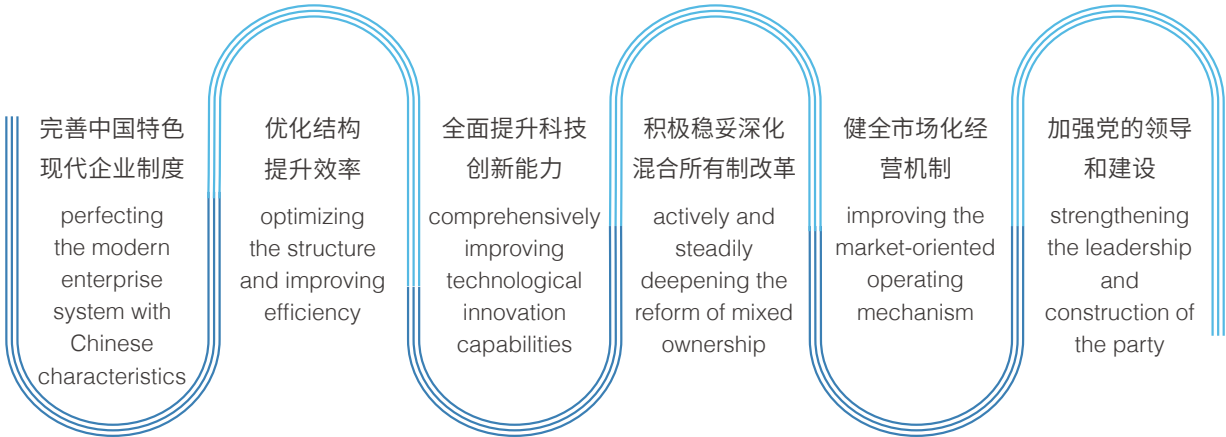 完善中国特色
现代企业制度
perfecting
the modern
enterprise
system with
Chinese
characteristics
优化结构
提升效率
optimizing
the structure
and improving
efficiency
全面提升科技
创新能力
comprehensively
improving
technological
innovation
capabilities
积极稳妥深化
混合所有制改革
actively and
steadily
deepening the
reform of mixed
ownership
健全市场化经
营机制
improving the
market-oriented
operating
mechanism
加强党的领导
和建设
strengthening
the leadership
and
construction of
the party